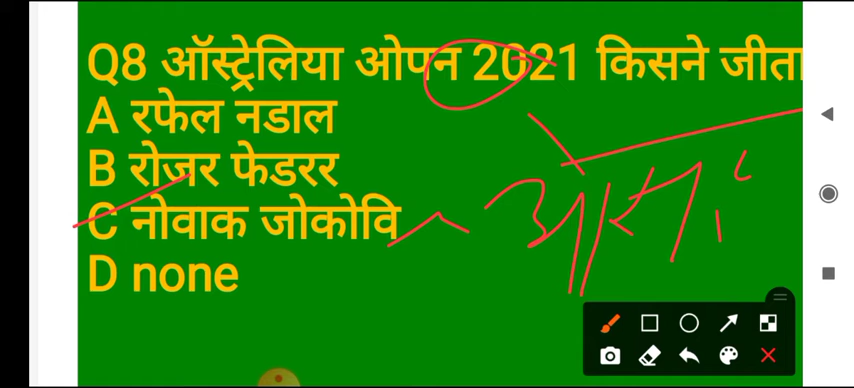 Q8 ऑस्ट्रेलिया ओपन 2021 किसने जीता
A रफेल नडाल
B रोजर फेडरर
C नोवाक जोकोवि
D none